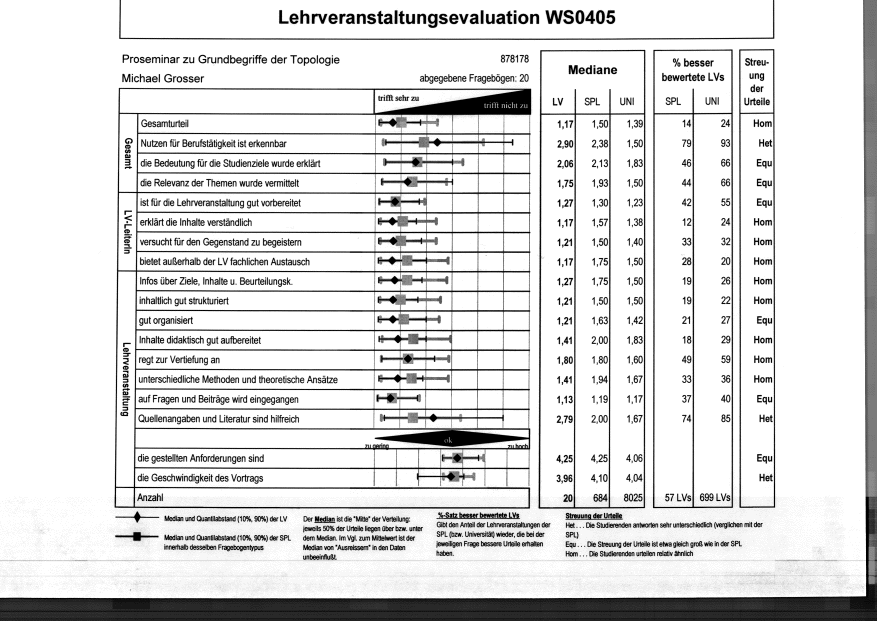 Lehrveranstaltungsevaluation WS0405
Proseminar zu Grundbegriffe der Topologie 878178
Michael Grosser abgegebene Fragebögen: 20
Mediane
% besser bewertete LVs
Streu-ung der Urteile
trifft sehr zu trifft nicht zu
LV SPL UNI SPL UNI
Gesamt
Gesamturteil 1,17 1,50 1,39 14 24 Hom
Nutzen für Berufstätigkeit ist erkennbar 2,90 2,38 1,50 79 93 Het
die Bedeutung für die Studienziele wurde erklärt 2,06 2,13 1,83 46 66 Equ
die Relevanz der Themen wurde vermittelt 1,75 1,93 1,50 44 66 Equ
LV-LeiterIn
ist für die Lehrveranstaltung gut vorbereitet 1,27 1,30 1,23 42 55 Equ
erklärt die Inhalte verständlich 1,17 1,57 1,38 12 24 Hom
versucht für den Gegenstand zu begeistern 1,21 1,50 1,40 33 32 Hom
bietet außerhalb der LV fachlichen Austausch 1,17 1,75 1,50 28 20 Hom
Lehrveranstaltung
Infos über Ziele, Inhalte u. Beurteilungsk. 1,27 1,75 1,50 19 26 Hom
inhaltlich gut strukturiert 1,21 1,50 1,50 19 22 Hom
gut organisiert 1,21 1,63 1,42 21 27 Equ
Inhalte didaktisch gut aufbereitet 1,41 2,00 1,83 18 29 Hom
regt zur Vertiefung an 1,80 1,80 1,60 49 59 Hom
unterschiedliche Methoden und theoretische Ansätze 1,41 1,94 1,67 33 36 Hom
auf Fragen und Beiträge wird eingegangen 1,13 1,19 1,17 37 40 Equ
Quellenangaben und Literatur sind hilfreich 2,79 2,00 1,67 74 85 Het
zu gering ok zu hoch
die gestellten Anforderungen sind 4,25 4,25 4,06 Equ
die Geschwindigkeit des Vortrags 3,96 4,10 4,04 Het
Anzahl 20 684 8025 57 LVs 699 LVs
Median und Quantilabstand (10%, 90%) der LV
Median und Quantilabstand (10%, 90%) der SPL
innerhalb desselben Fragebogentypus
Der Median ist die "Mitte" der Verteilung:
jeweils 50% der Urteile liegen über bzw. unter
dem Median. Im Vgl. zum Mittelwert ist der
Median von "Ausreissern" in den Daten
unbeeinflußt.
%-Satz besser bewertete LVs
Gibt den Anteil der Lehrveranstaltungen der
SPL (bzw. Universität) wieder, die bei der
jeweiligen Frage bessere Urteile erhalten
haben.
Streuung der Urteile
Het . . . Die Studierenden antworten sehr unterschiedlich (verglichen mit der
SPL)
Equ . . . Die Streuung der Urteile ist etwa gleich groß wie in der SPL
Hom . . . Die Studierenden urteilen relativ ähnlich